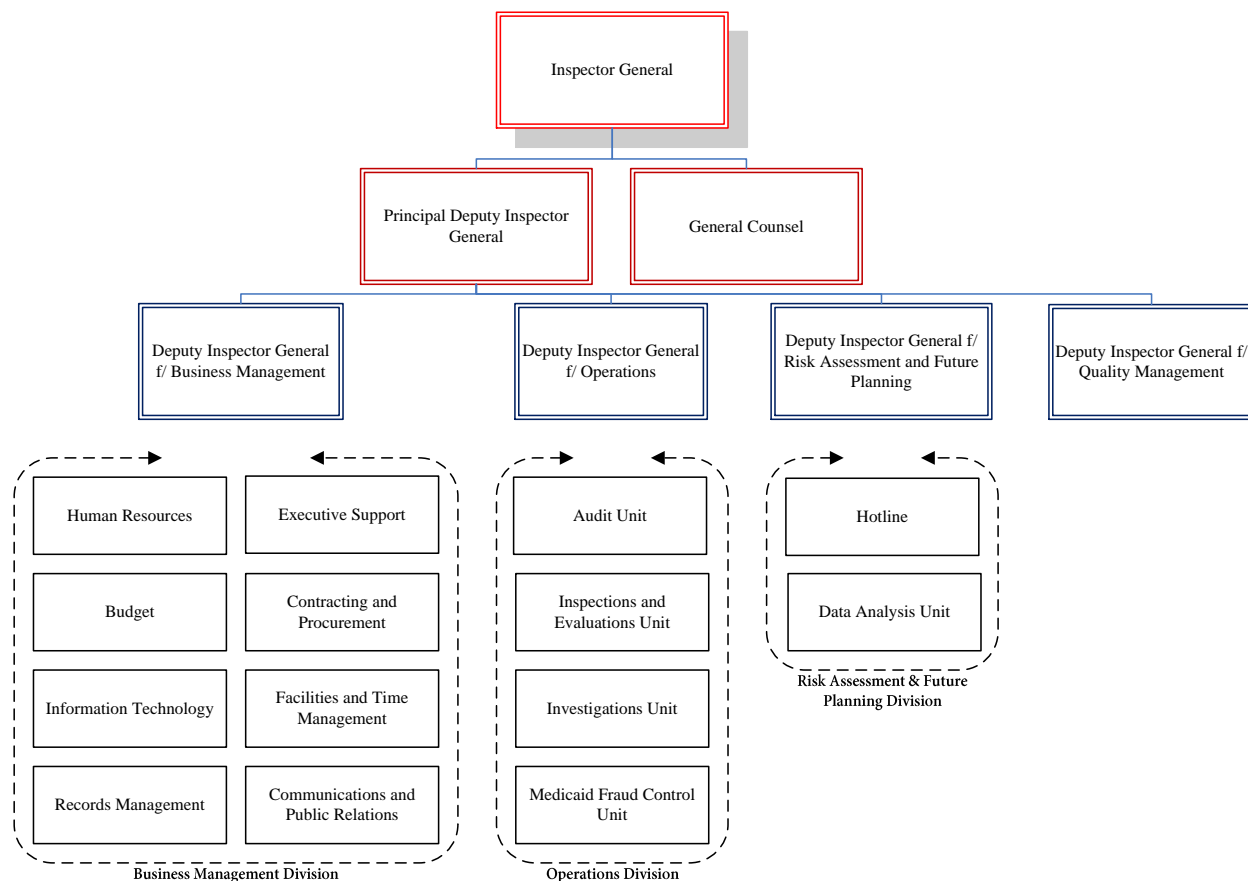 Inspector General
Principal Deputy Inspector
General
General Counsel
Deputy Inspector General
f/ Business Management
Deputy Inspector General
f/ Operations
Deputy Inspector General f/
Risk Assessment and Future
Planning
Deputy Inspector General f/
Quality Management
Human Resources
Executive Support
Budget
Contracting and
Procurement
Information Technology
Facilities and Time
Management
Records Management
Communications and
Public Relations
Business Management Division
Audit Unit
Inspections and
Evaluations Unit
Investigations Unit
Medicaid Fraud Control
Unit
Operations Division
Hotline
Data Analysis Unit
Risk Assessment & Future
Planning Division